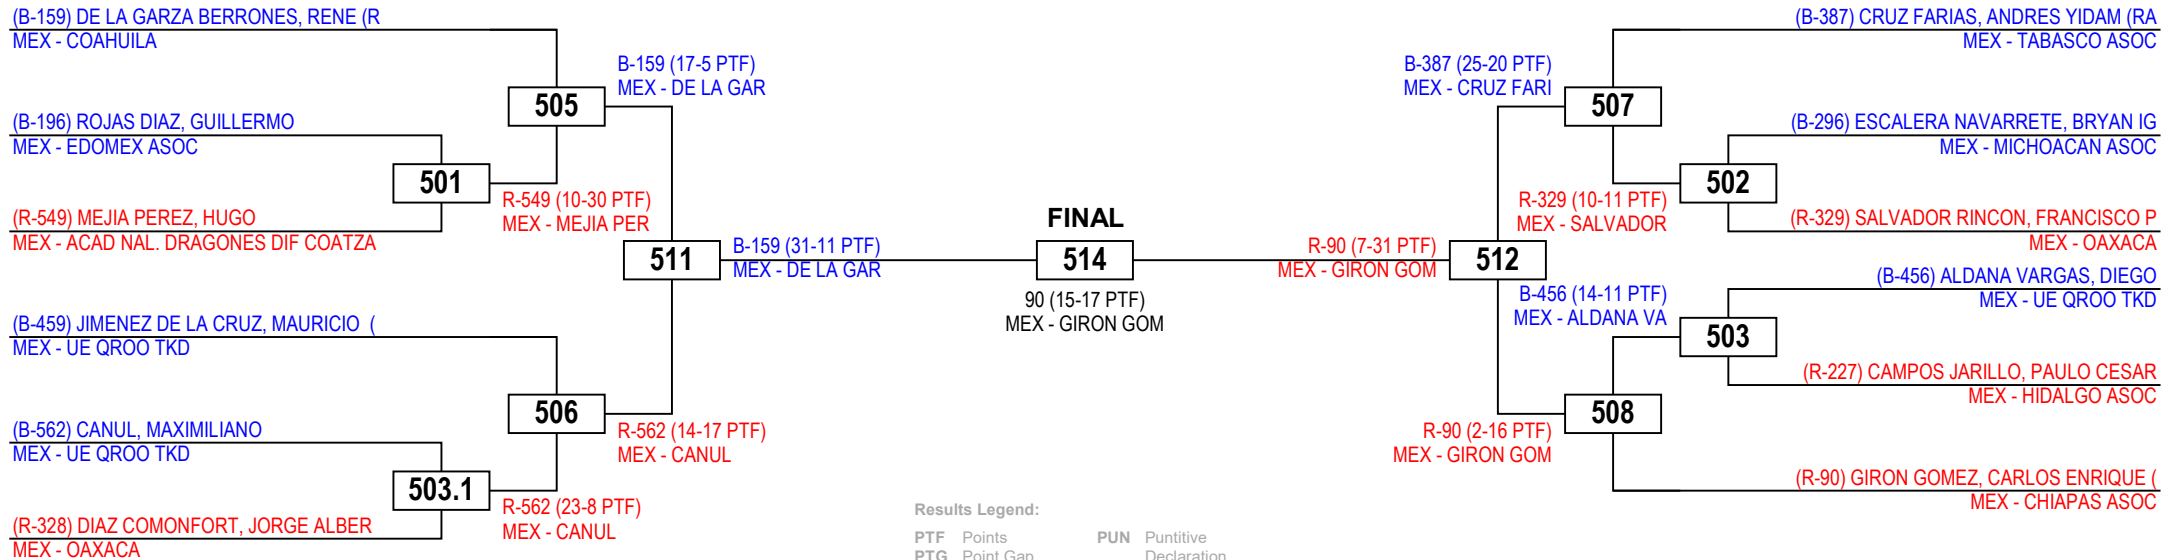 (B-159) DE LA GARZA BERRONES, RENE (R
MEX - COAHUILA
(B-196) ROJAS DIAZ, GUILLERMO
MEX - EDOMEX ASOC
(R-549) MEJIA PEREZ, HUGO
MEX - ACAD NAL. DRAGONES DIF COATZA
(B-459) JIMENEZ DE LA CRUZ, MAURICIO (
MEX - UE QROO TKD
(B-562) CANUL, MAXIMILIANO
MEX - UE QROO TKD
(R-328) DIAZ COMONFORT, JORGE ALBER
MEX - OAXACA
501
503.1
505
R-549 (10-30 PTF)
MEX - MEJIA PER
506
R-562 (23-8 PTF)
MEX - CANUL
B-159 (17-5 PTF)
MEX - DE LA GAR
511
R-562 (14-17 PTF)
MEX - CANUL
B-159 (31-11 PTF)
MEX - DE LA GAR
FINAL
514
90 (15-17 PTF)
MEX - GIRON GOM
R-90 (7-31 PTF)
MEX - GIRON GOM
512
B-387 (25-20 PTF)
MEX - CRUZ FARI
R-90 (2-16 PTF)
MEX - GIRON GOM
507
R-329 (10-11 PTF)
MEX - SALVADOR
B-456 (14-11 PTF)
MEX - ALDANA VA
508
502
503
(B-387) CRUZ FARIAS, ANDRES YIDAM (RA
MEX - TABASCO ASOC
(B-296) ESCALERA NAVARRETE, BRYAN IG
MEX - MICHOACAN ASOC
(R-329) SALVADOR RINCON, FRANCISCO P
MEX - OAXACA
(B-456) ALDANA VARGAS, DIEGO
MEX - UE QROO TKD
(R-227) CAMPOS JARILLO, PAULO CESAR
MEX - HIDALGO ASOC
(R-90) GIRON GOMEZ, CARLOS ENRIQUE (
MEX - CHIAPAS ASOC
Results Legend:
PTF Points PUN Puntitive
PTG Point Gap Declaration